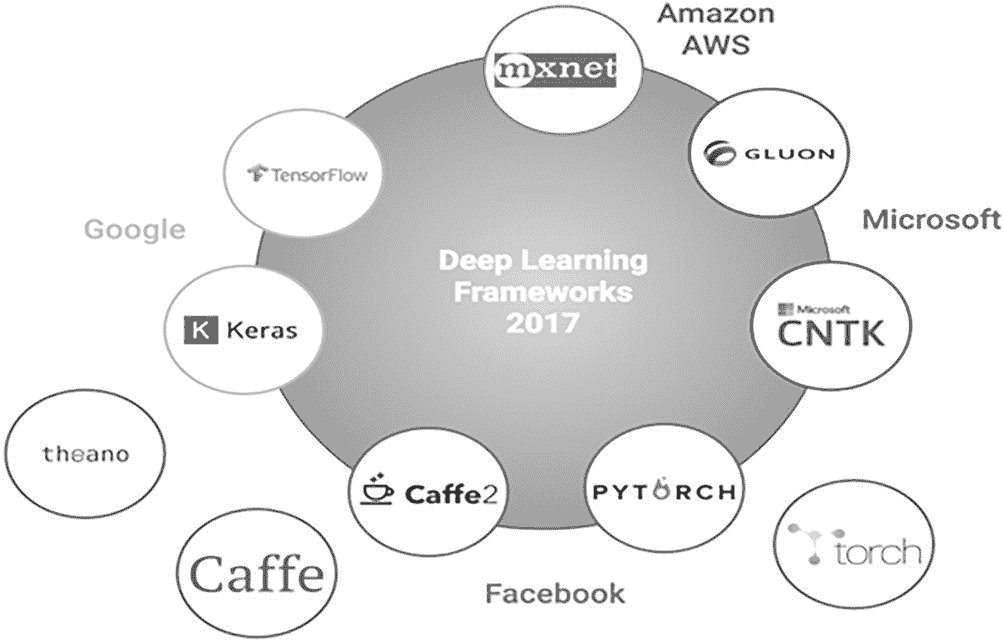 Amazon
AWS
mxnet
GLUON
TensorFlow
Google
Microsoft
Deep Learning
Frameworks
2017
Microsoft
CNTK
K Keras
theano
Caffe2
PYTORCH
Caffe
torch
Facebook